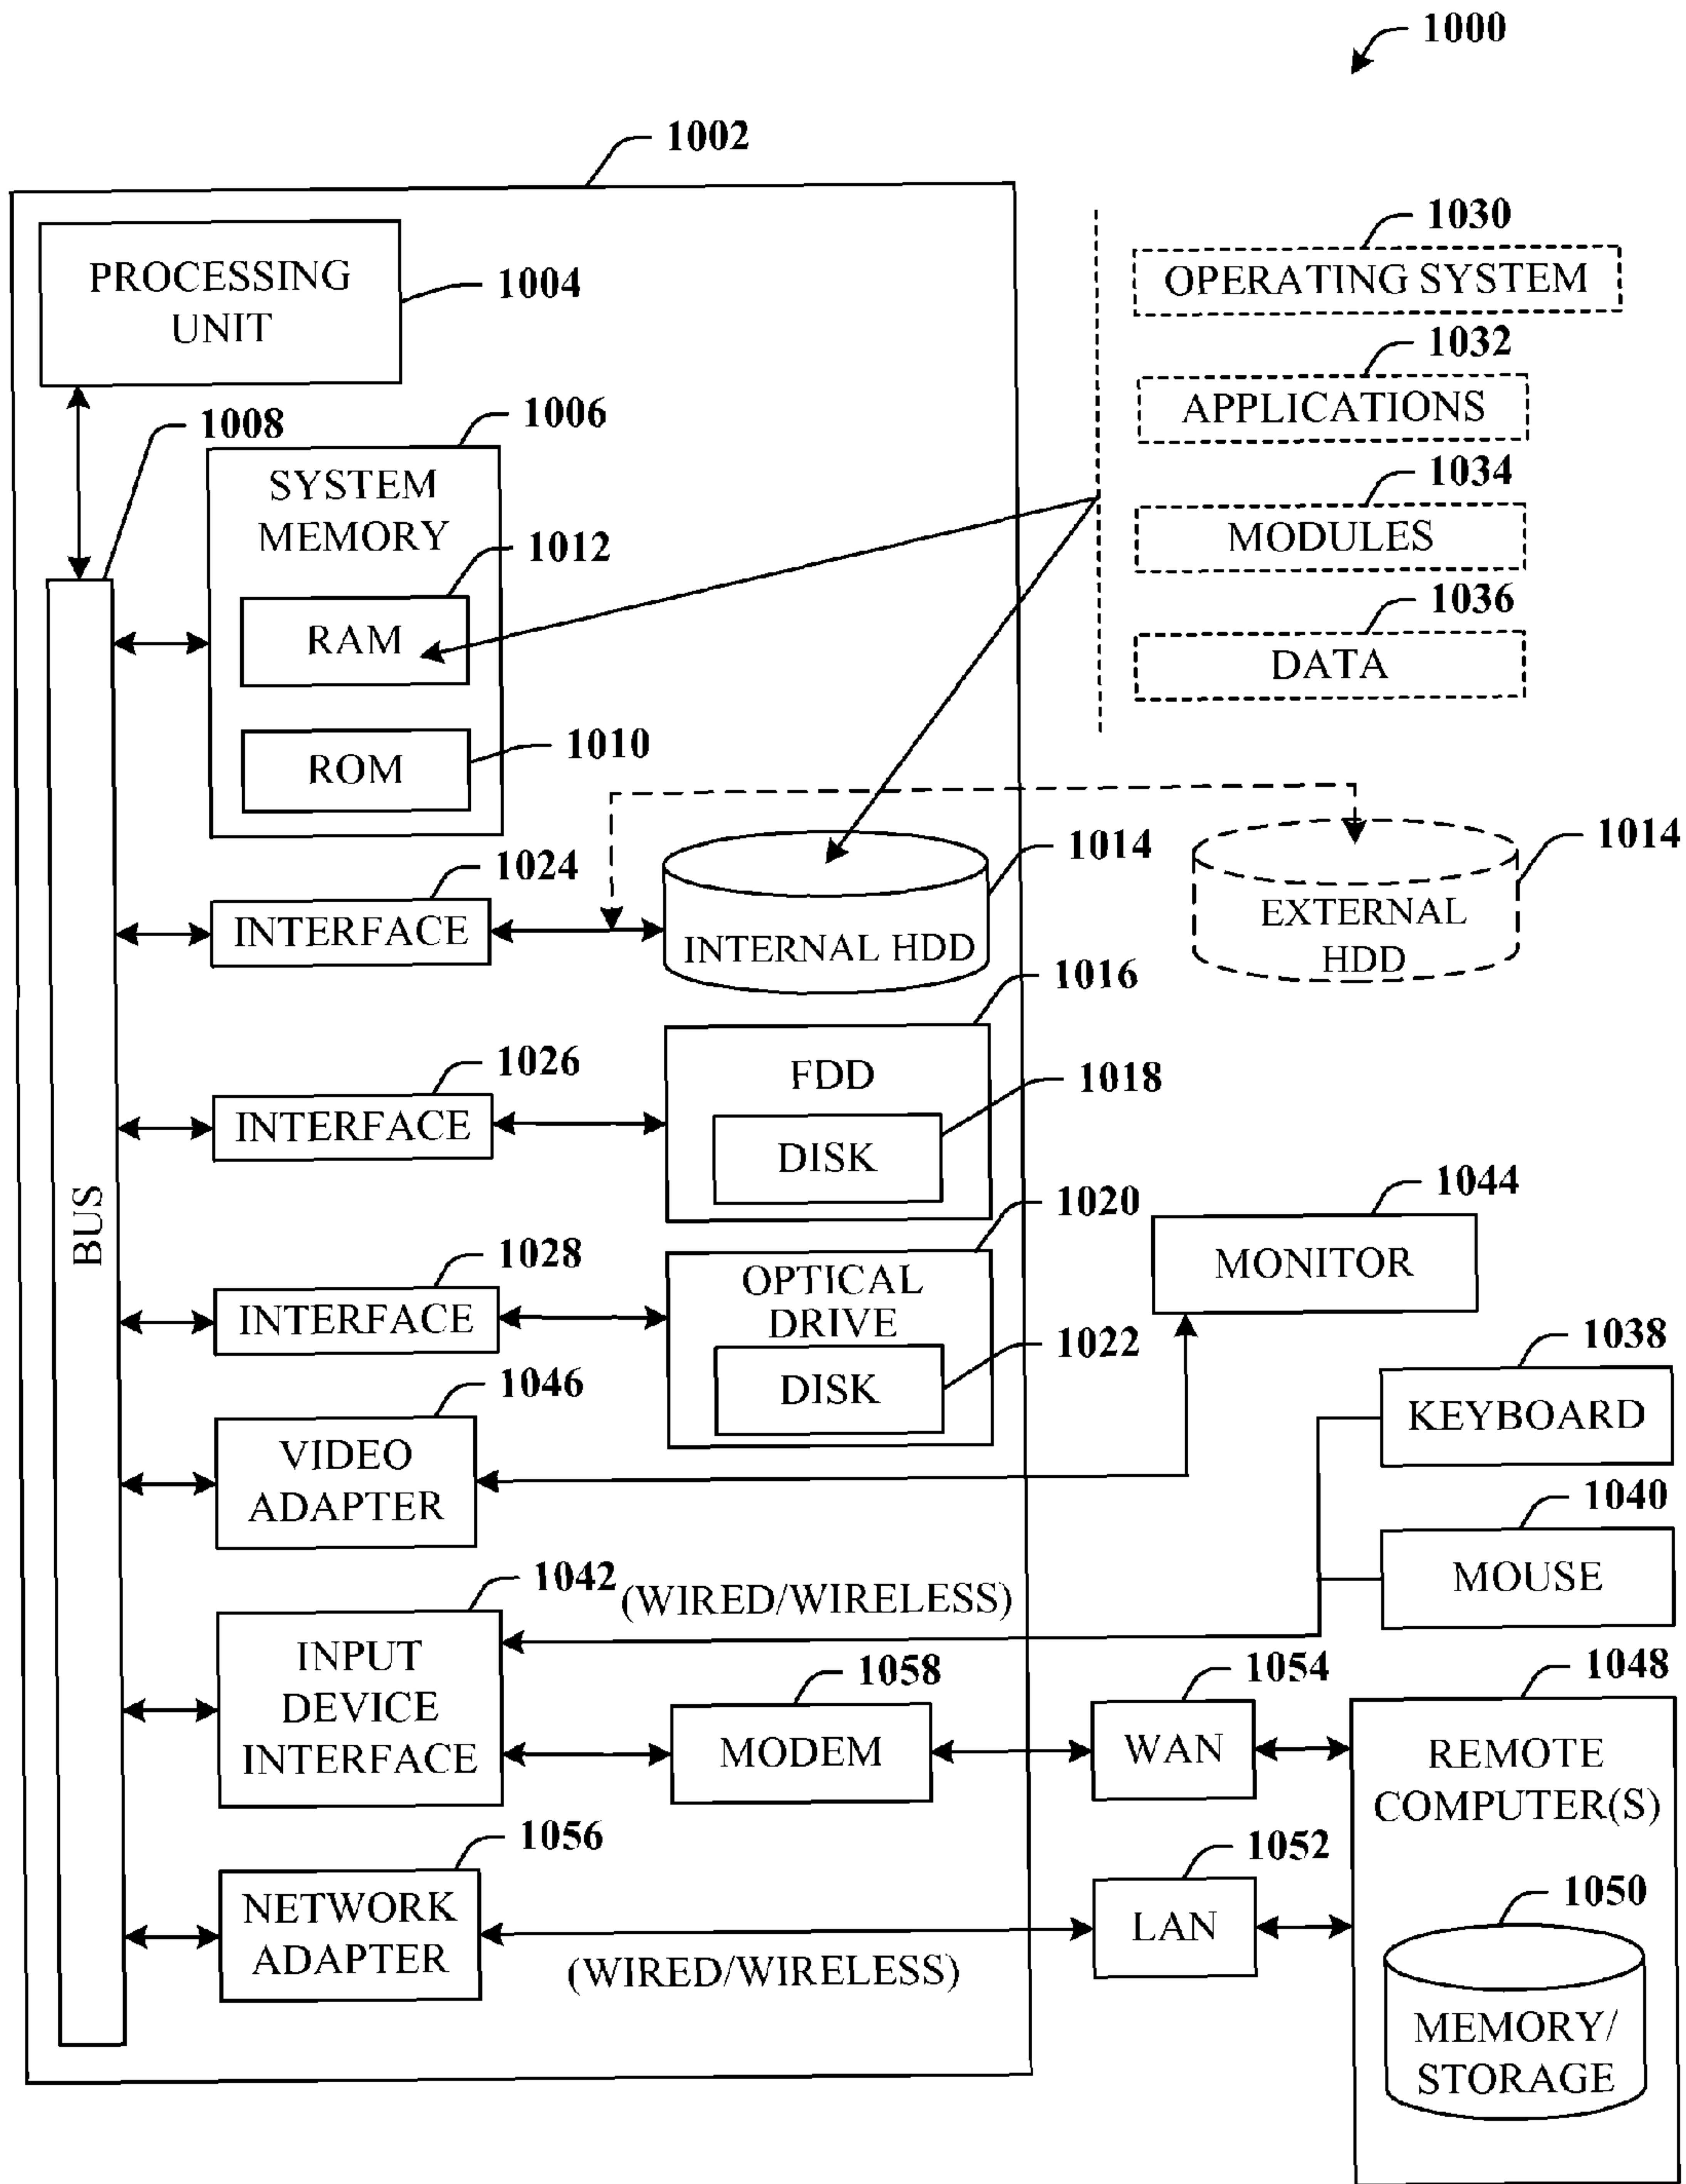 1000
1002
PROCESSING
UNIT
1004
1030
OPERATING SYSTEM
1032
APPLICATIONS
1034
MODULES
1036
DATA
1008
1006
SYSTEM
MEMORY
1012
RAM
1010
ROM
1024
INTERFACE
1014
INTERNAL HDD
1014
EXTERNAL
HDD
1026
INTERFACE
1016
FDD
1018
DISK
BUS
1028
INTERFACE
1020
OPTICAL
DRIVE
1022
DISK
1044
MONITOR
1046
VIDEO
ADAPTER
1038
KEYBOARD
1040
MOUSE
1042
(WIRED/WIRELESS)
INPUT
DEVICE
INTERFACE
1058
MODEM
1054
WAN
1048
REMOTE
COMPUTER(S)
1056
NETWORK
ADAPTER
(WIRED/WIRELESS)
1052
LAN
1050
MEMORY/
STORAGE